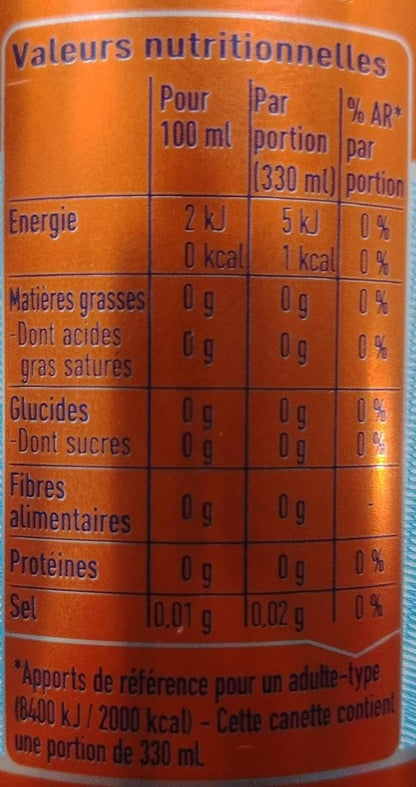 Valeurs nutritionnelles
Pour 100 ml Par portion (330 ml) % AR* par portion
Energie 2 kJ 5 kJ 0 %
0 kcal 1 kcal 0 %
Matières grasses 0 g 0 g 0 %
-Dont acides gras saturés 0 g 0 g 0 %
Glucides 0 g 0 g 0 %
-Dont sucres 0 g 0 g 0 %
Fibres alimentaires 0 g 0 g -
Protéines 0 g 0 g 0 %
Sel 0,01 g 0,02 g 0 %
*Apports de référence pour un adulte-type
(8400 kJ / 2000 kcal) - Cette canette contient
une portion de 330 ml.